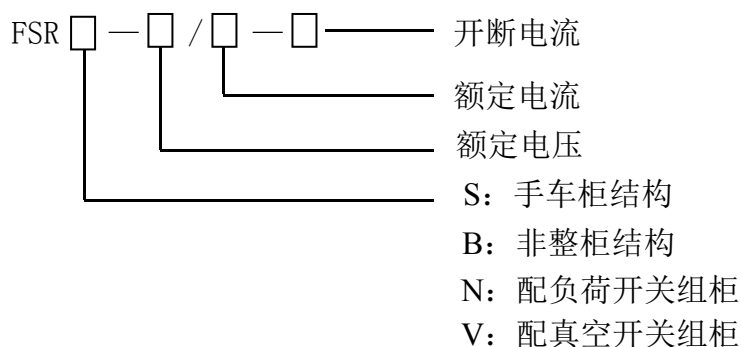 FSR□—□/□—□ 开断电流
额定电流
额定电压
S：手车柜结构
B：非整柜结构
N：配负荷开关组柜
V：配真空开关组柜